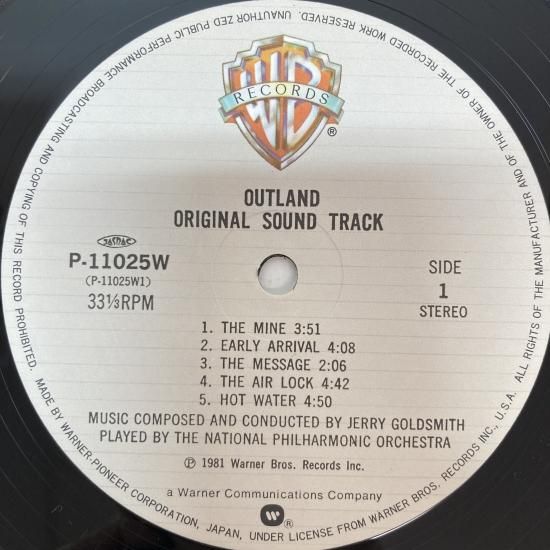 WB
RECORDS
®
OUTLAND
ORIGINAL SOUND TRACK
JASRAC
P-11025W
(P-11025W1)
33⅓RPM
SIDE
1
STEREO
1. THE MINE 3:51
2. EARLY ARRIVAL 4:08
3. THE MESSAGE 2:06
4. THE AIR LOCK 4:42
5. HOT WATER 4:50
MUSIC COMPOSED AND CONDUCTED BY JERRY GOLDSMITH
PLAYED BY THE NATIONAL PHILHARMONIC ORCHESTRA
℗ 1981 Warner Bros. Records Inc.
a Warner Communications Company
®
MADE BY WARNER-PIONEER CORPORATION, JAPAN, UNDER LICENSE FROM WARNER BROS. RECORDS INC., U.S.A. ALL RIGHTS OF THE MANUFACTURER AND OF THE OWNER OF THE RECORDED WORK RESERVED. UNAUTHORIZED PUBLIC PERFORMANCE BROADCASTING AND COPYING OF THIS RECORD PROHIBITED.